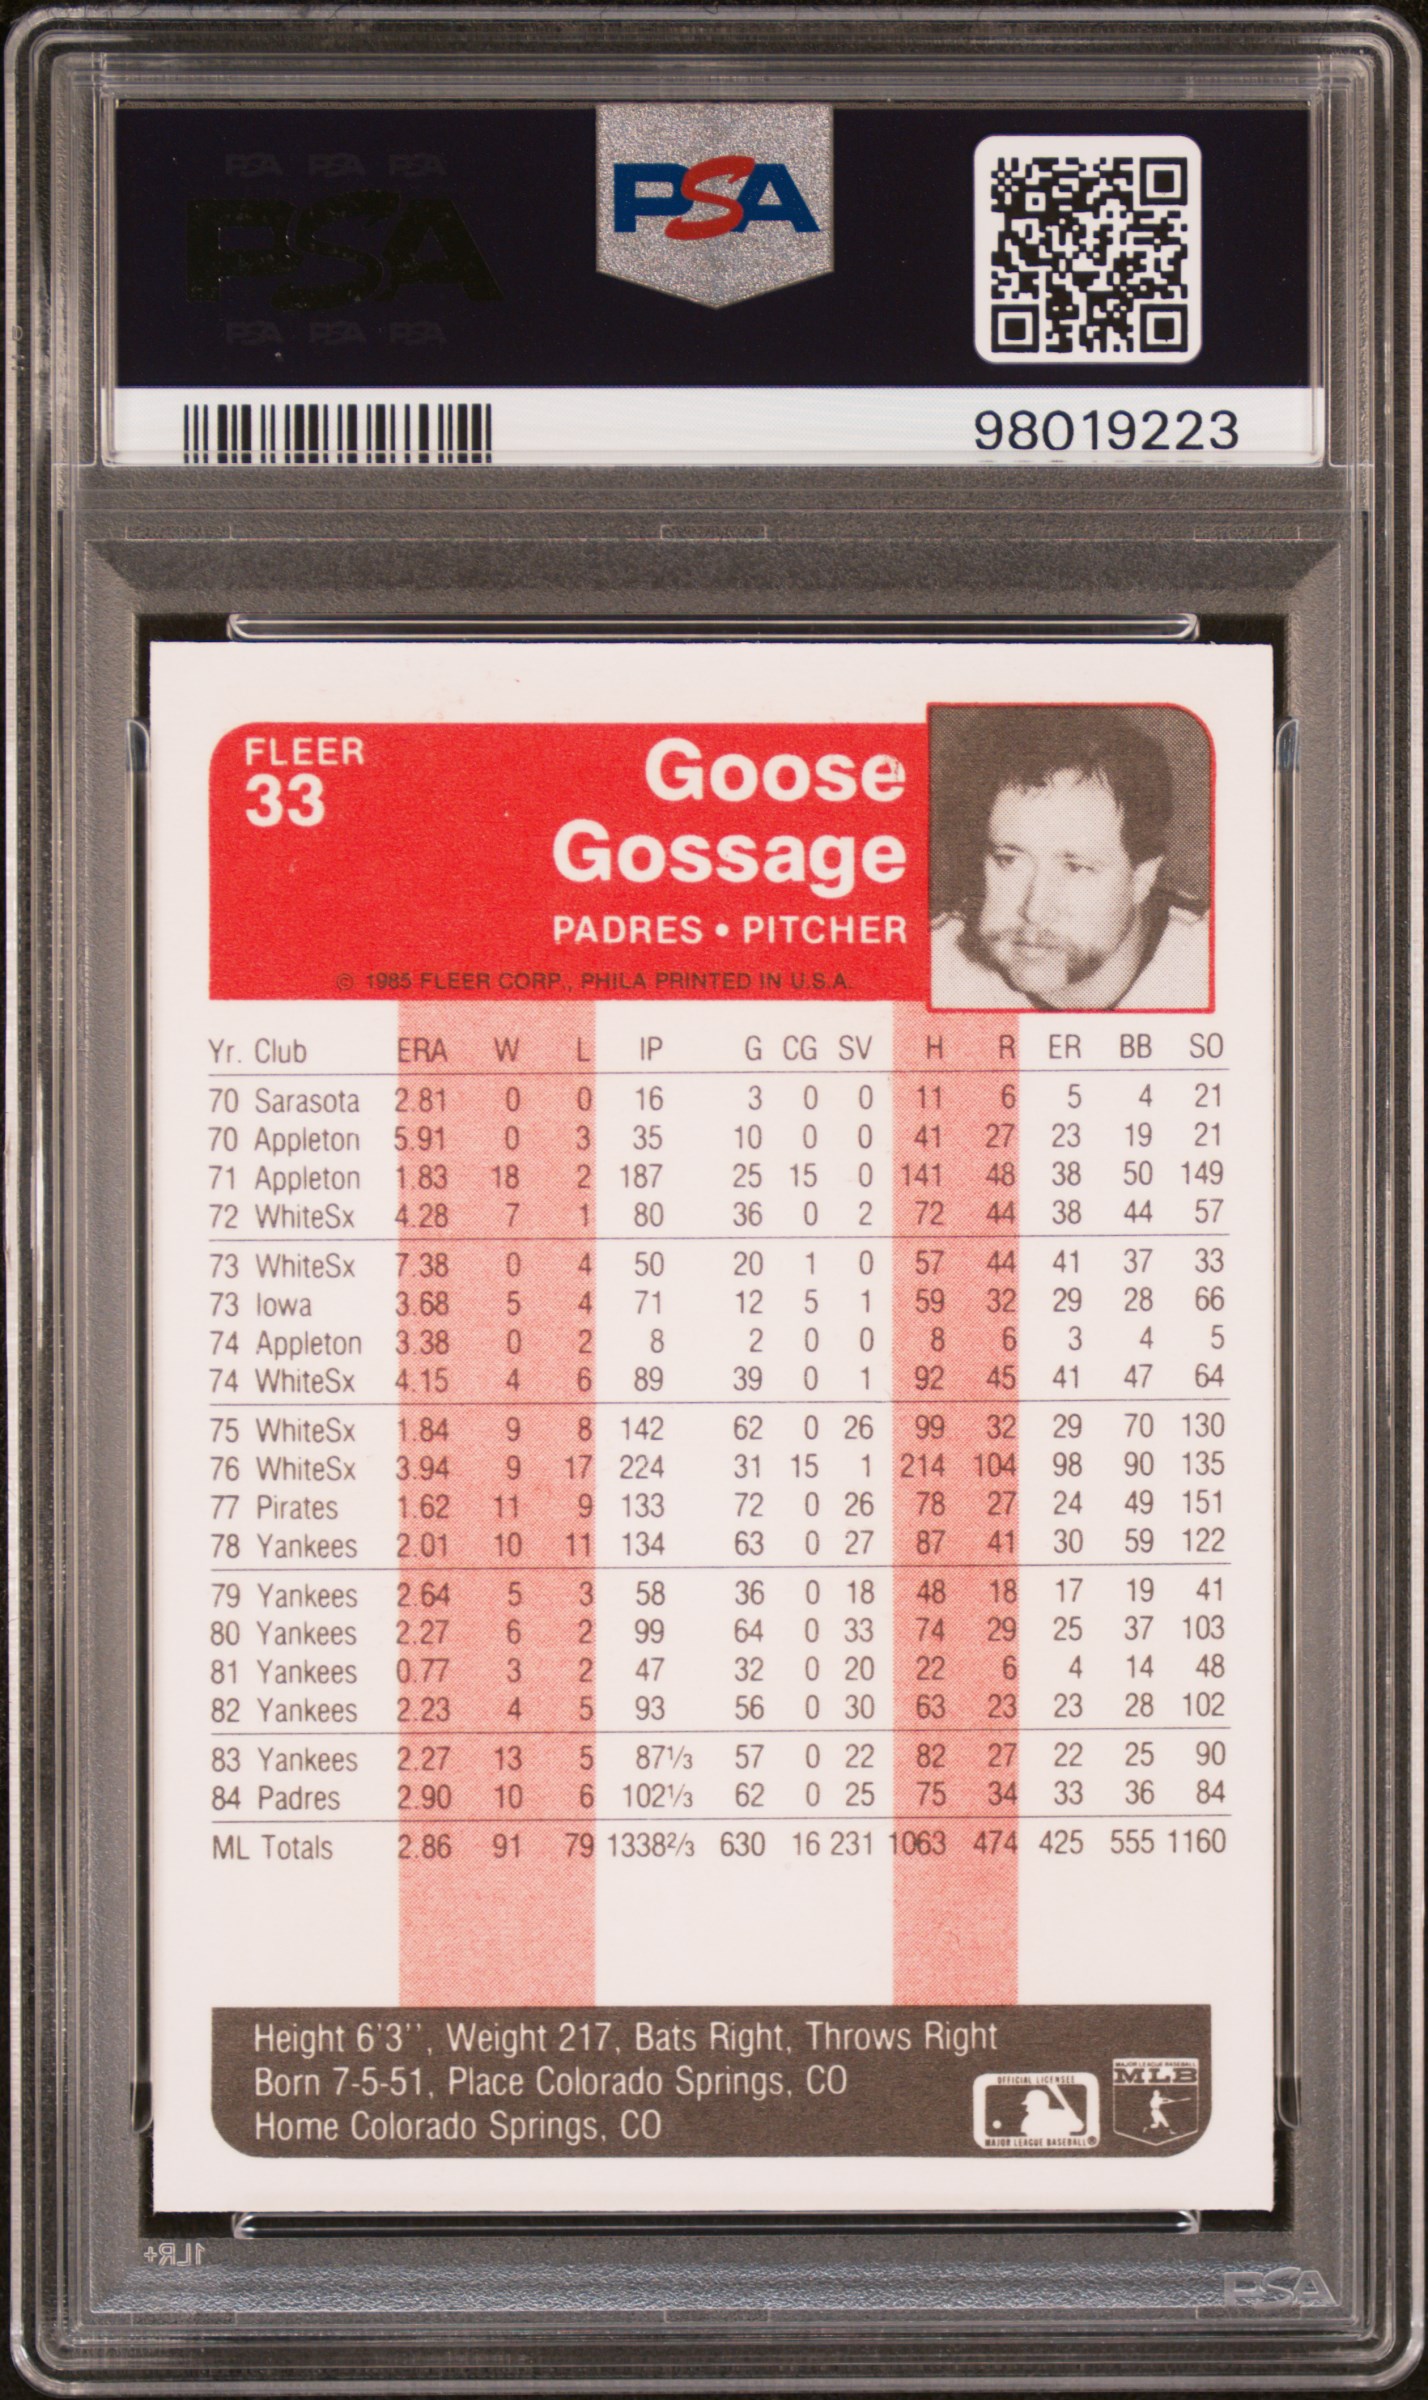 PSA PSA PSA
PSA
PSA PSA PSA
PSA
98019223
FLEER
33
Goose
Gossage
PADRES • PITCHER
© 1985 FLEER CORP., PHILA PRINTED IN U.S.A.
Yr. Club ERA W L IP G CG SV H R ER BB SO
70 Sarasota 2.81 0 0 16 3 0 0 11 6 5 4 21
70 Appleton 5.91 0 3 35 10 0 0 41 27 23 19 21
71 Appleton 1.83 18 2 187 25 15 0 141 48 38 50 149
72 WhiteSx 4.28 7 1 80 36 0 2 72 44 38 44 57
73 WhiteSx 7.38 0 4 50 20 1 0 57 44 41 37 33
73 Iowa 3.68 5 4 71 12 5 1 59 32 29 28 66
74 Appleton 3.38 0 2 8 2 0 0 8 6 3 4 5
74 WhiteSx 4.15 4 6 89 39 0 1 92 45 41 47 64
75 WhiteSx 1.84 9 8 142 62 0 26 99 32 29 70 130
76 WhiteSx 3.94 9 17 224 31 15 1 214 104 98 90 135
77 Pirates 1.62 11 9 133 72 0 26 78 27 24 49 151
78 Yankees 2.01 10 11 134 63 0 27 87 41 30 59 122
79 Yankees 2.64 5 3 58 36 0 18 48 18 17 19 41
80 Yankees 2.27 6 2 99 64 0 33 74 29 25 37 103
81 Yankees 0.77 3 2 47 32 0 20 22 6 4 14 48
82 Yankees 2.23 4 5 93 56 0 30 63 23 23 28 102
83 Yankees 2.27 13 5 87⅓ 57 0 22 82 27 22 25 90
84 Padres 2.90 10 6 102⅓ 62 0 25 75 34 33 36 84
ML Totals 2.86 91 79 1338⅔ 630 16 231 1063 474 425 555 1160
Height 6'3'', Weight 217, Bats Right, Throws Right
Born 7-5-51, Place Colorado Springs, CO
Home Colorado Springs, CO
OFFICIAL LICENSEE
MAJOR LEAGUE BASEBALL®
MAJOR LEAGUE BASEBALL
MLB
1LR+
PSA